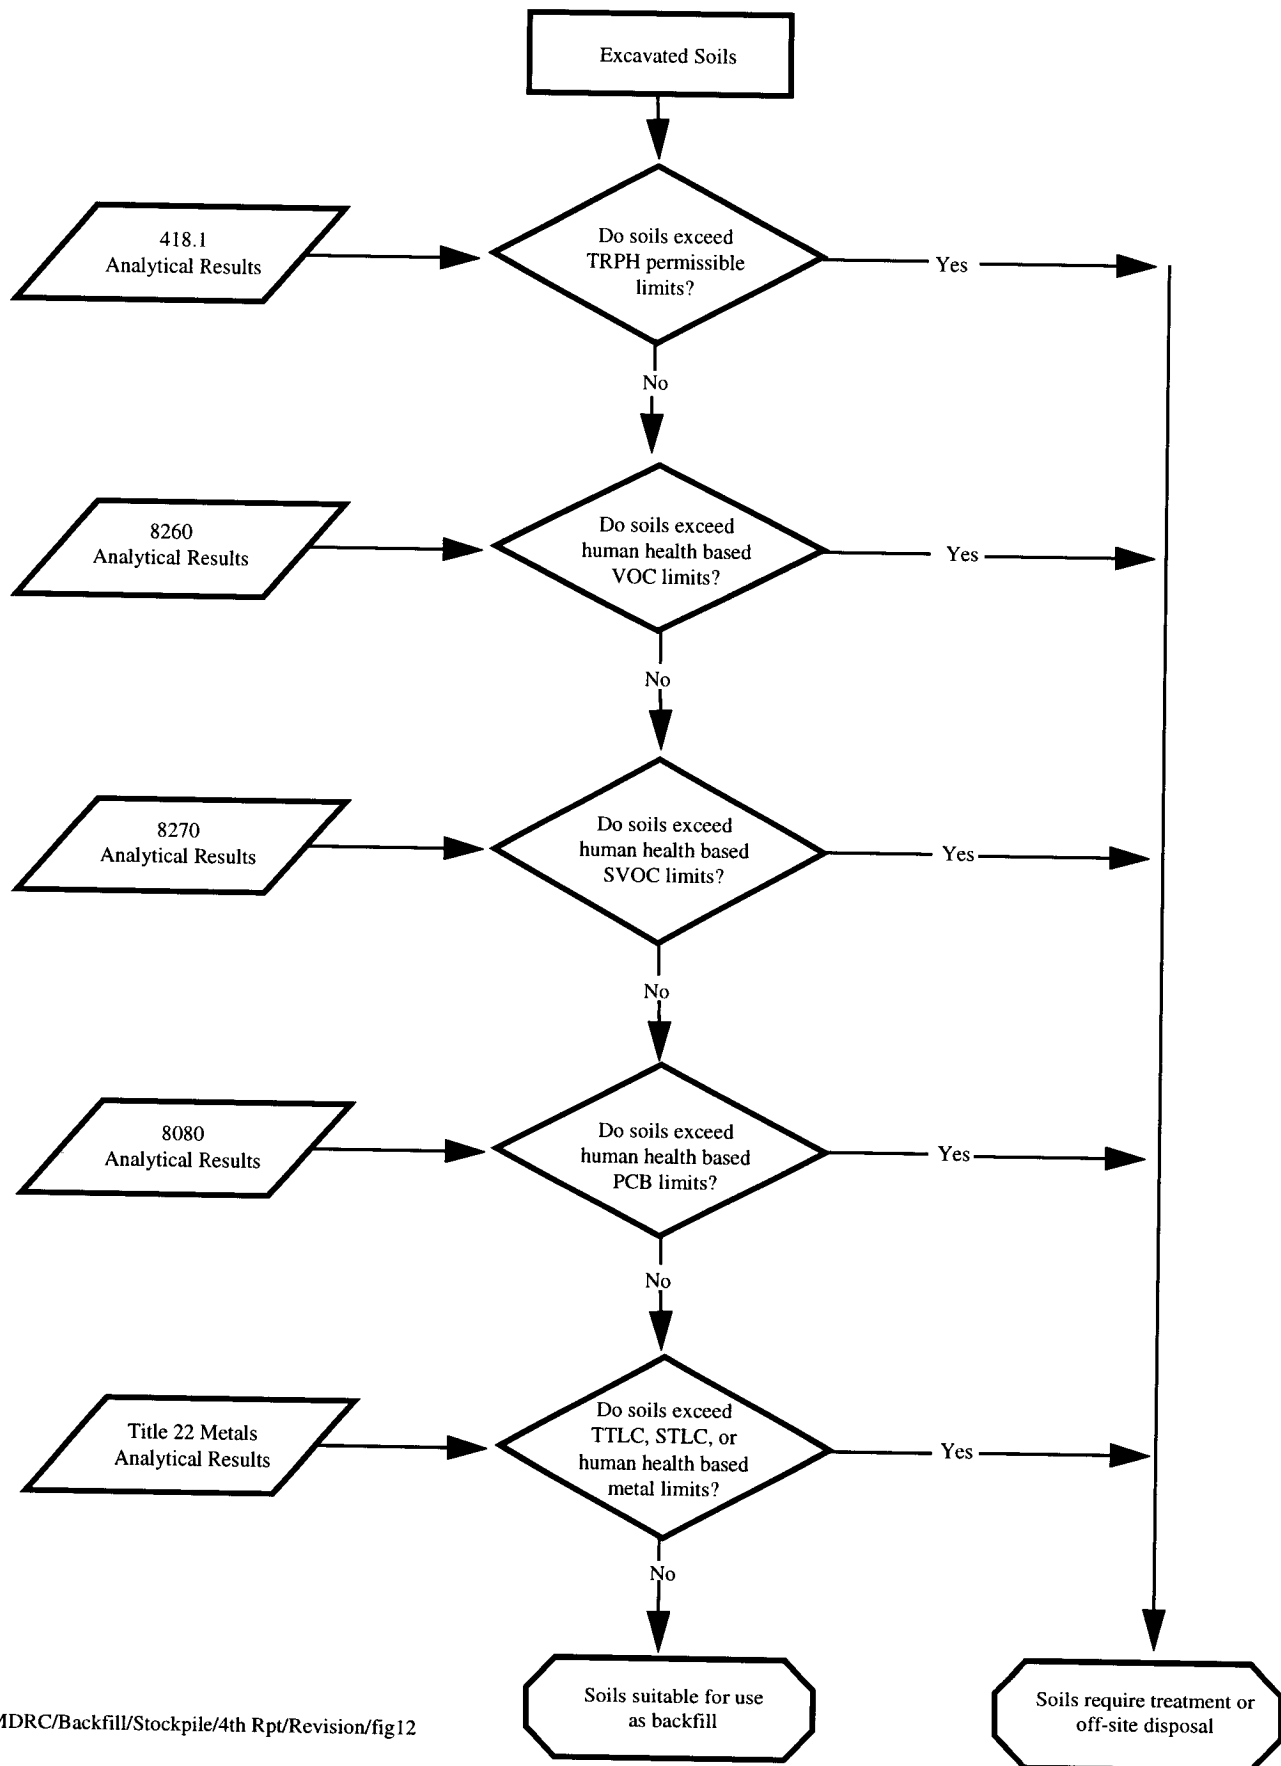 Excavated Soils
418.1
Analytical Results
Do soils exceed
TRPH permissible
limits?
Yes
No
8260
Analytical Results
Do soils exceed
human health based
VOC limits?
Yes
No
8270
Analytical Results
Do soils exceed
human health based
SVOC limits?
Yes
No
8080
Analytical Results
Do soils exceed
human health based
PCB limits?
Yes
No
Title 22 Metals
Analytical Results
Do soils exceed
TTLC, STLC, or
human health based
metal limits?
Yes
No
Soils suitable for use
as backfill
Soils require treatment or
off-site disposal
MDRC/Backfill/Stockpile/4th Rpt/Revision/fig12